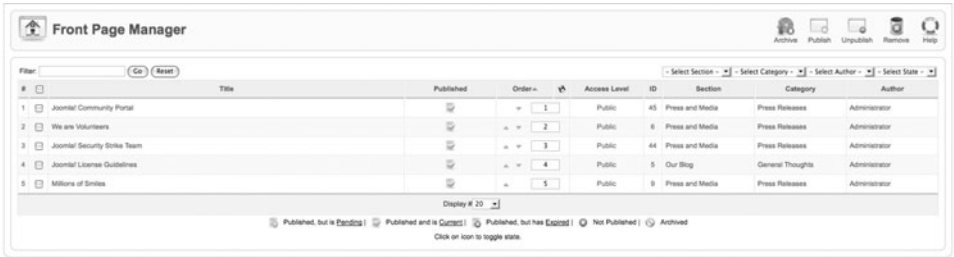 Front Page Manager
Archive Publish Unpublish Remove Help
Filter: Go Reset - Select Section - - Select Category - - Select Author - - Select State -
# Title Published Order Access Level ID Section Category Author
1 Joomla! Community Portal 1 Public 45 Press and Media Press Releases Administrator
2 We are Volunteers 2 Public 6 Press and Media Press Releases Administrator
3 Joomla! Security Strike Team 3 Public 44 Press and Media Press Releases Administrator
4 Joomla! License Guidelines 4 Public 5 Our Blog General Thoughts Administrator
5 Millions of Smiles 5 Public 9 Press and Media Press Releases Administrator
Display # 20
Published, but is Pending | Published and is Current | Published, but has Expired | Not Published | Archived
Click on icon to toggle state.